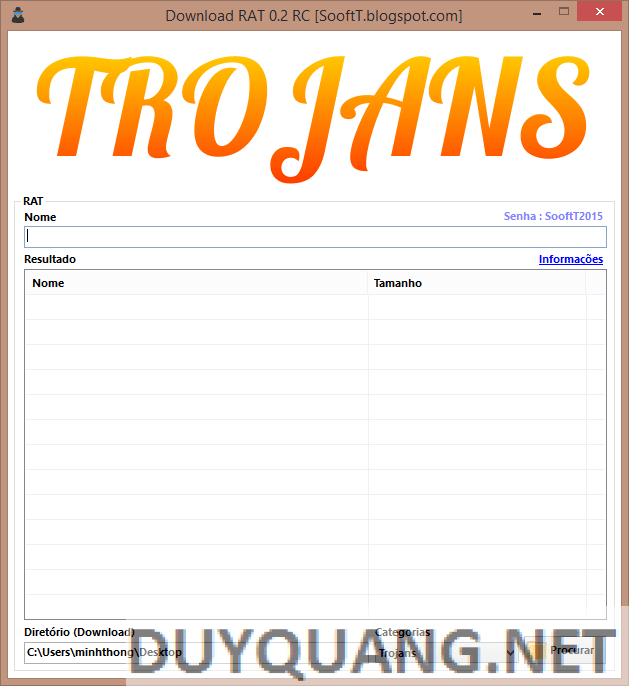 Download RAT 0.2 RC [SooftT.blogspot.com]
TROJANS
RAT
Nome
Senha : SooftT2015
Resultado
Informações
Nome
Tamanho
Diretório (Download)
Categorias
C:\Users\minhthong\Desktop
Trojans
Procurar
DUYQUANG.NET